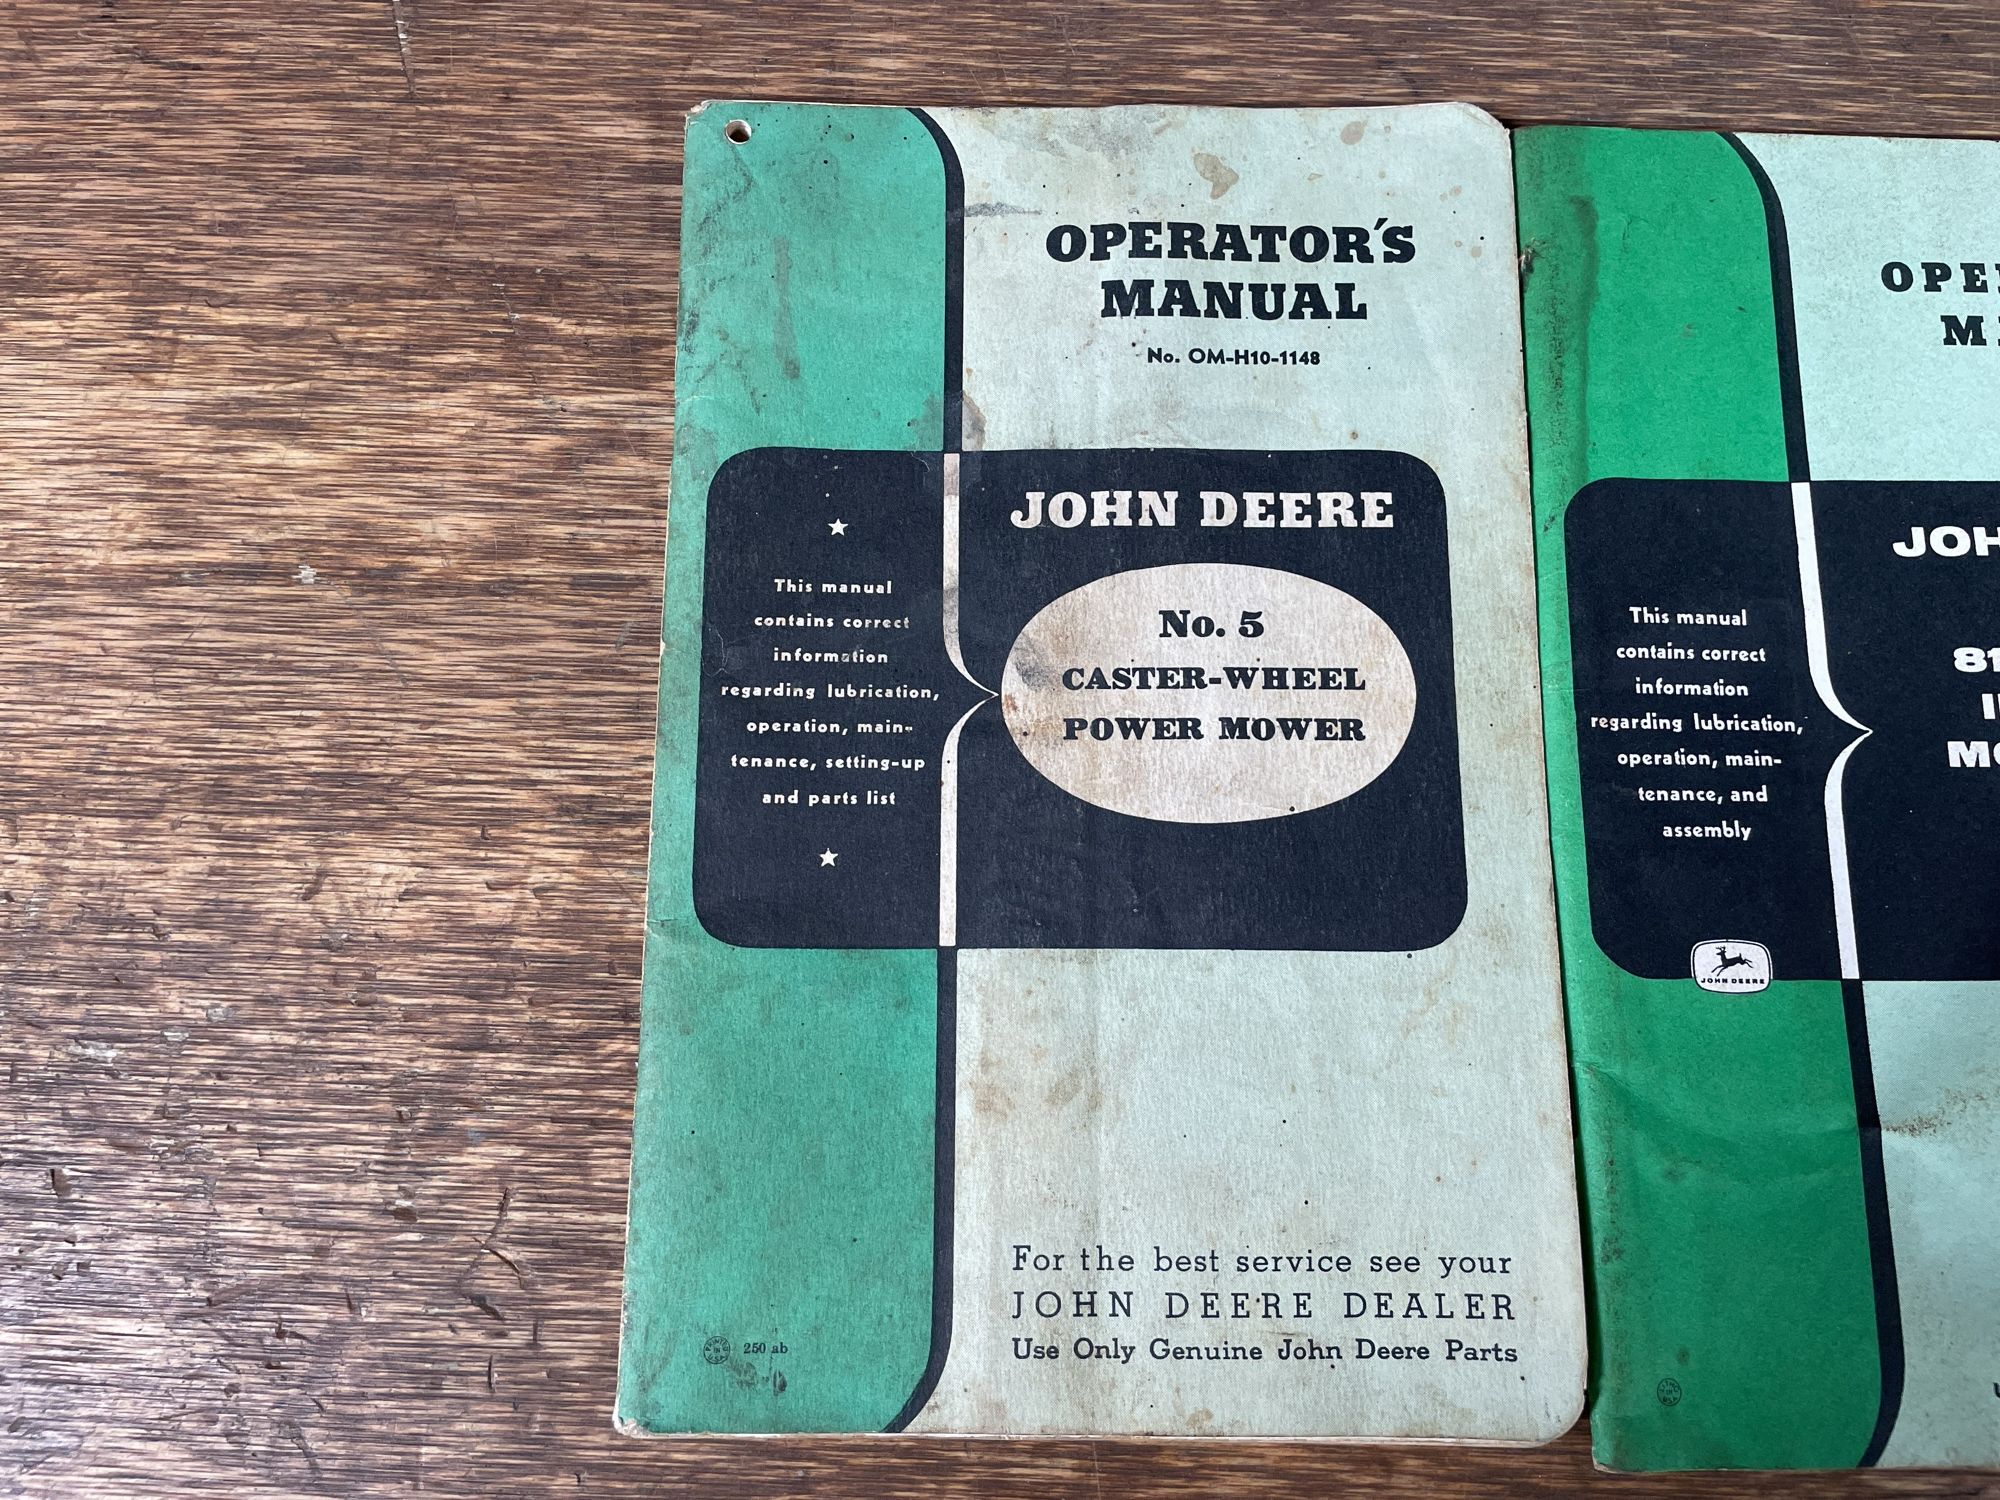 OPERATOR'S
MANUAL
No. OM-H10-1148
JOHN DEERE
No. 5
CASTER-WHEEL
POWER MOWER
This manual
contains correct
information
regarding lubrication,
operation, main-
tenance, setting-up
and parts list
For the best service see your
JOHN DEERE DEALER
Use Only Genuine John Deere Parts
PRINTED IN USA
250 ab
This manual
contains correct
information
regarding lubrication,
operation, main-
tenance, and
assembly
JOHN DEERE